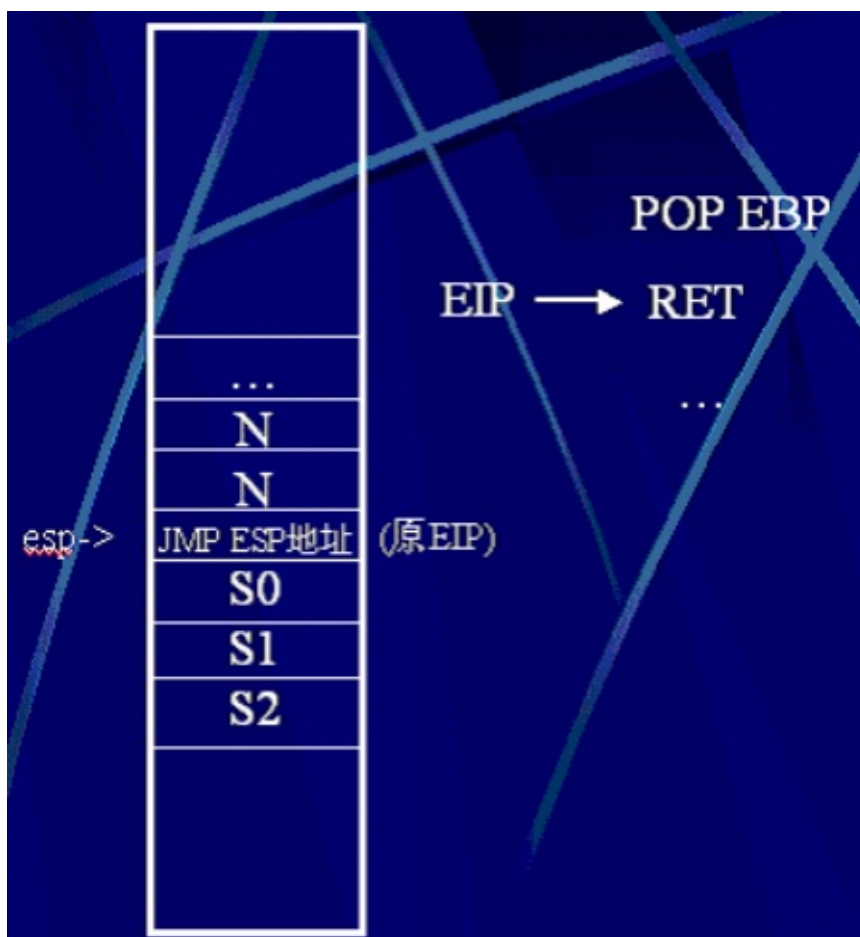 POP EBP
EIP → RET
...
...
N
N
esp-> JMP ESP地址 (原EIP)
S0
S1
S2